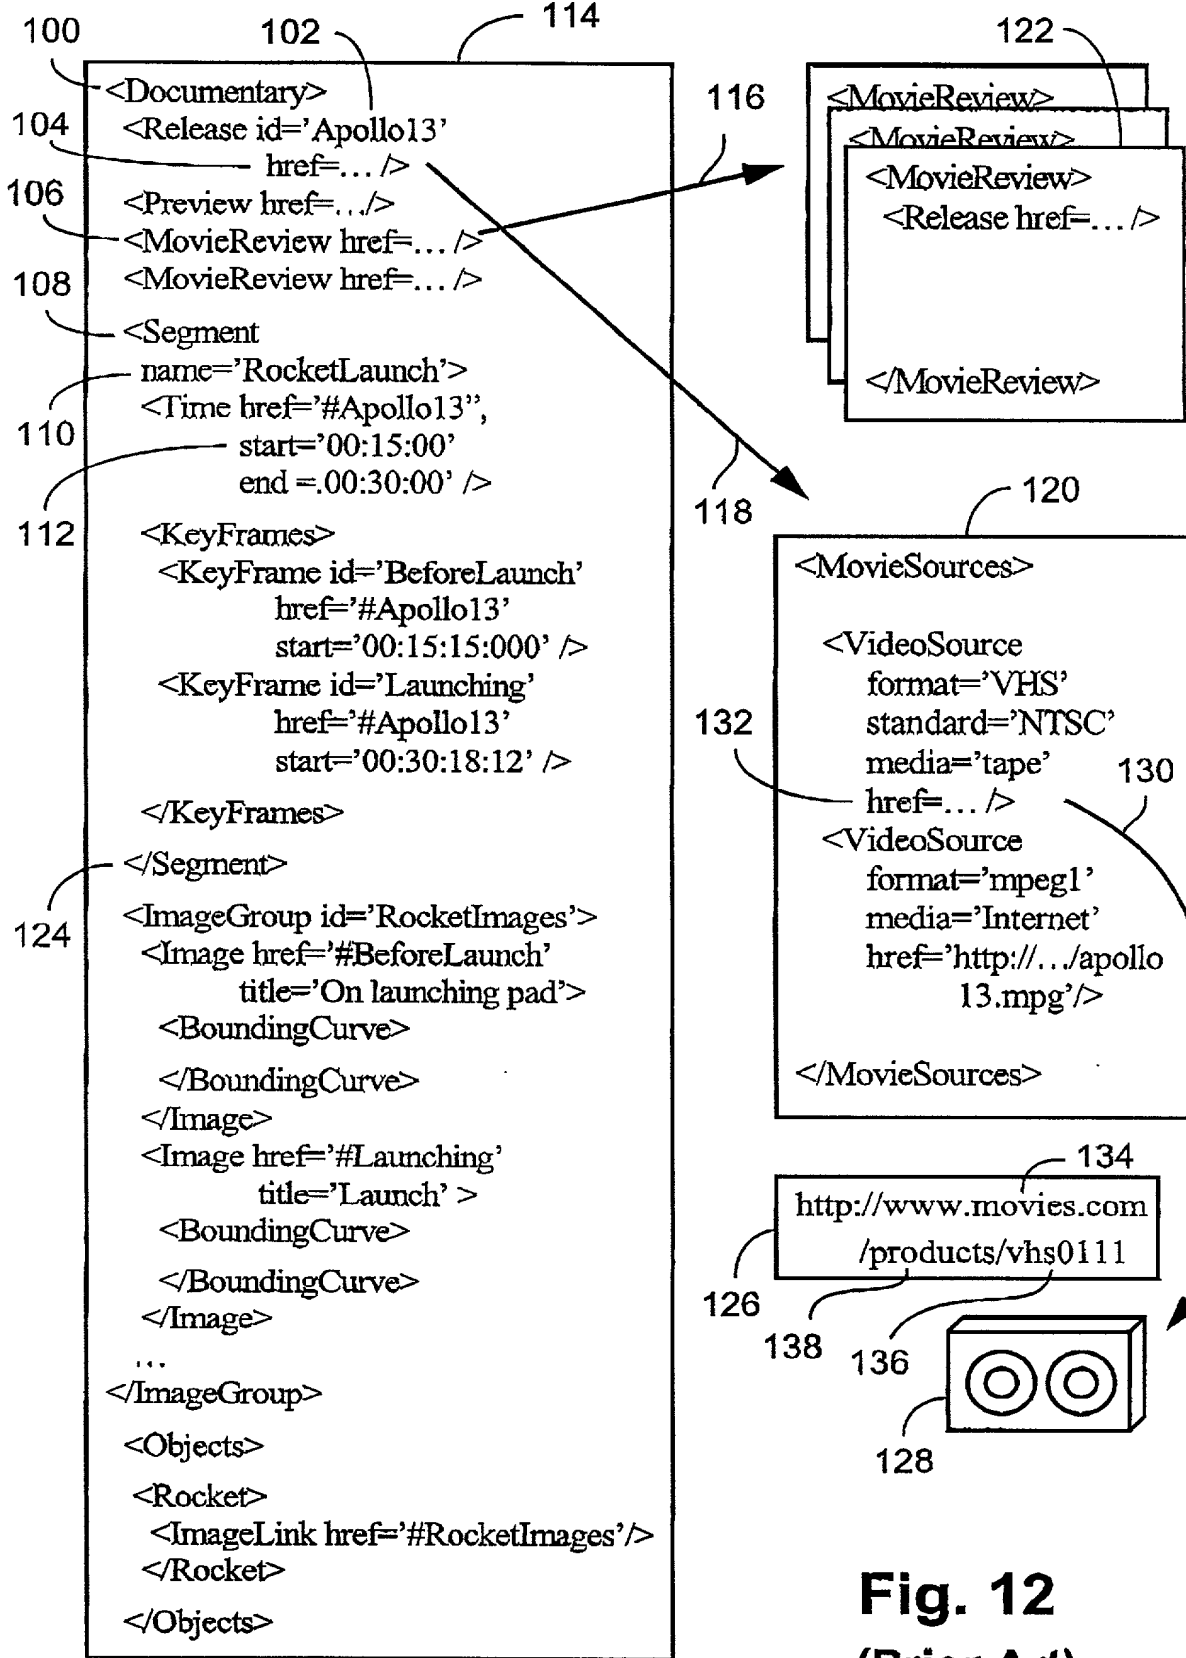 100
102
114
<Documentary>
<Release id='Apollo13'
104
href=... />
106
<Preview href=.../>
<MovieReview href=... />
<MovieReview href=... />
108
<Segment
name='RocketLaunch'>
110
<Time href='#Apollo13'',
start='00:15:00'
end =.00:30:00' />
112
<KeyFrames>
<KeyFrame id='BeforeLaunch'
href='#Apollo13'
start='00:15:15:000' />
<KeyFrame id='Launching'
href='#Apollo13'
start='00:30:18:12' />
</KeyFrames>
</Segment>
124
<ImageGroup id='RocketImages'>
<Image href='#BeforeLaunch'
title='On launching pad'>
<BoundingCurve>
</BoundingCurve>
</Image>
<Image href='#Launching'
title='Launch' >
<BoundingCurve>
</BoundingCurve>
</Image>
...
</ImageGroup>
<Objects>
<Rocket>
<ImageLink href='#RocketImages'/>
</Rocket>
</Objects>
116
118
122
<MovieReview>
<MovieReview>
<MovieReview>
<Release href=... />
</MovieReview>
120
<MovieSources>
<VideoSource
format='VHS'
standard='NTSC'
132
media='tape'
130
href=... />
<VideoSource
format='mpeg1'
media='Internet'
href='http://.../apollo
13.mpg'/>
</MovieSources>
134
http://www.movies.com
/products/vhs0111
126
138
136
128
Fig. 12
(Prior Art)